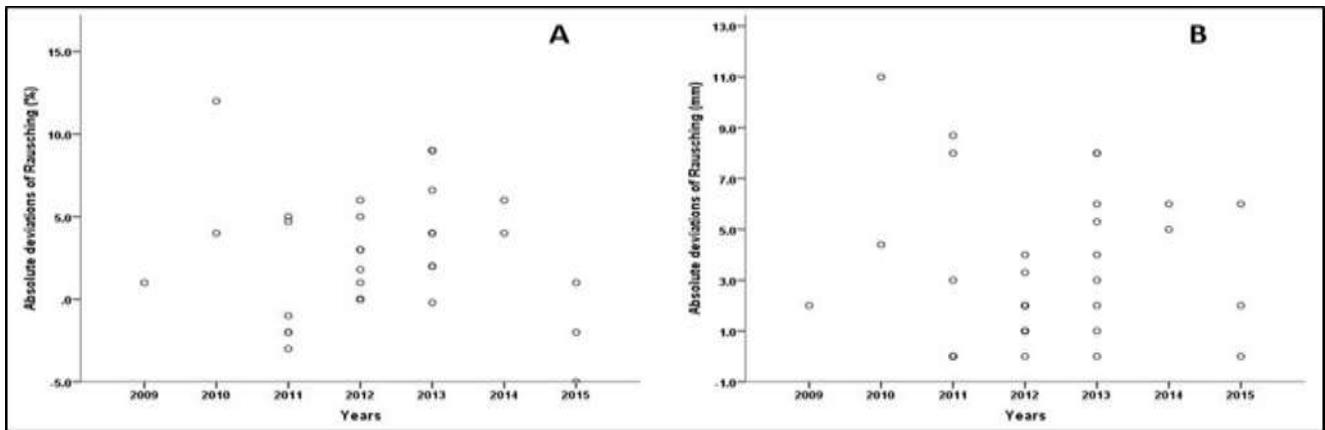 A
Absolute deviations of Rausching (%)
15.0
10.0
5.0
.0
-5.0
2009 2010 2011 2012 2013 2014 2015
Years
B
Absolute deviations of Rausching (mm)
13.0
11.0
9.0
7.0
5.0
3.0
1.0
-1.0
2009 2010 2011 2012 2013 2014 2015
Years